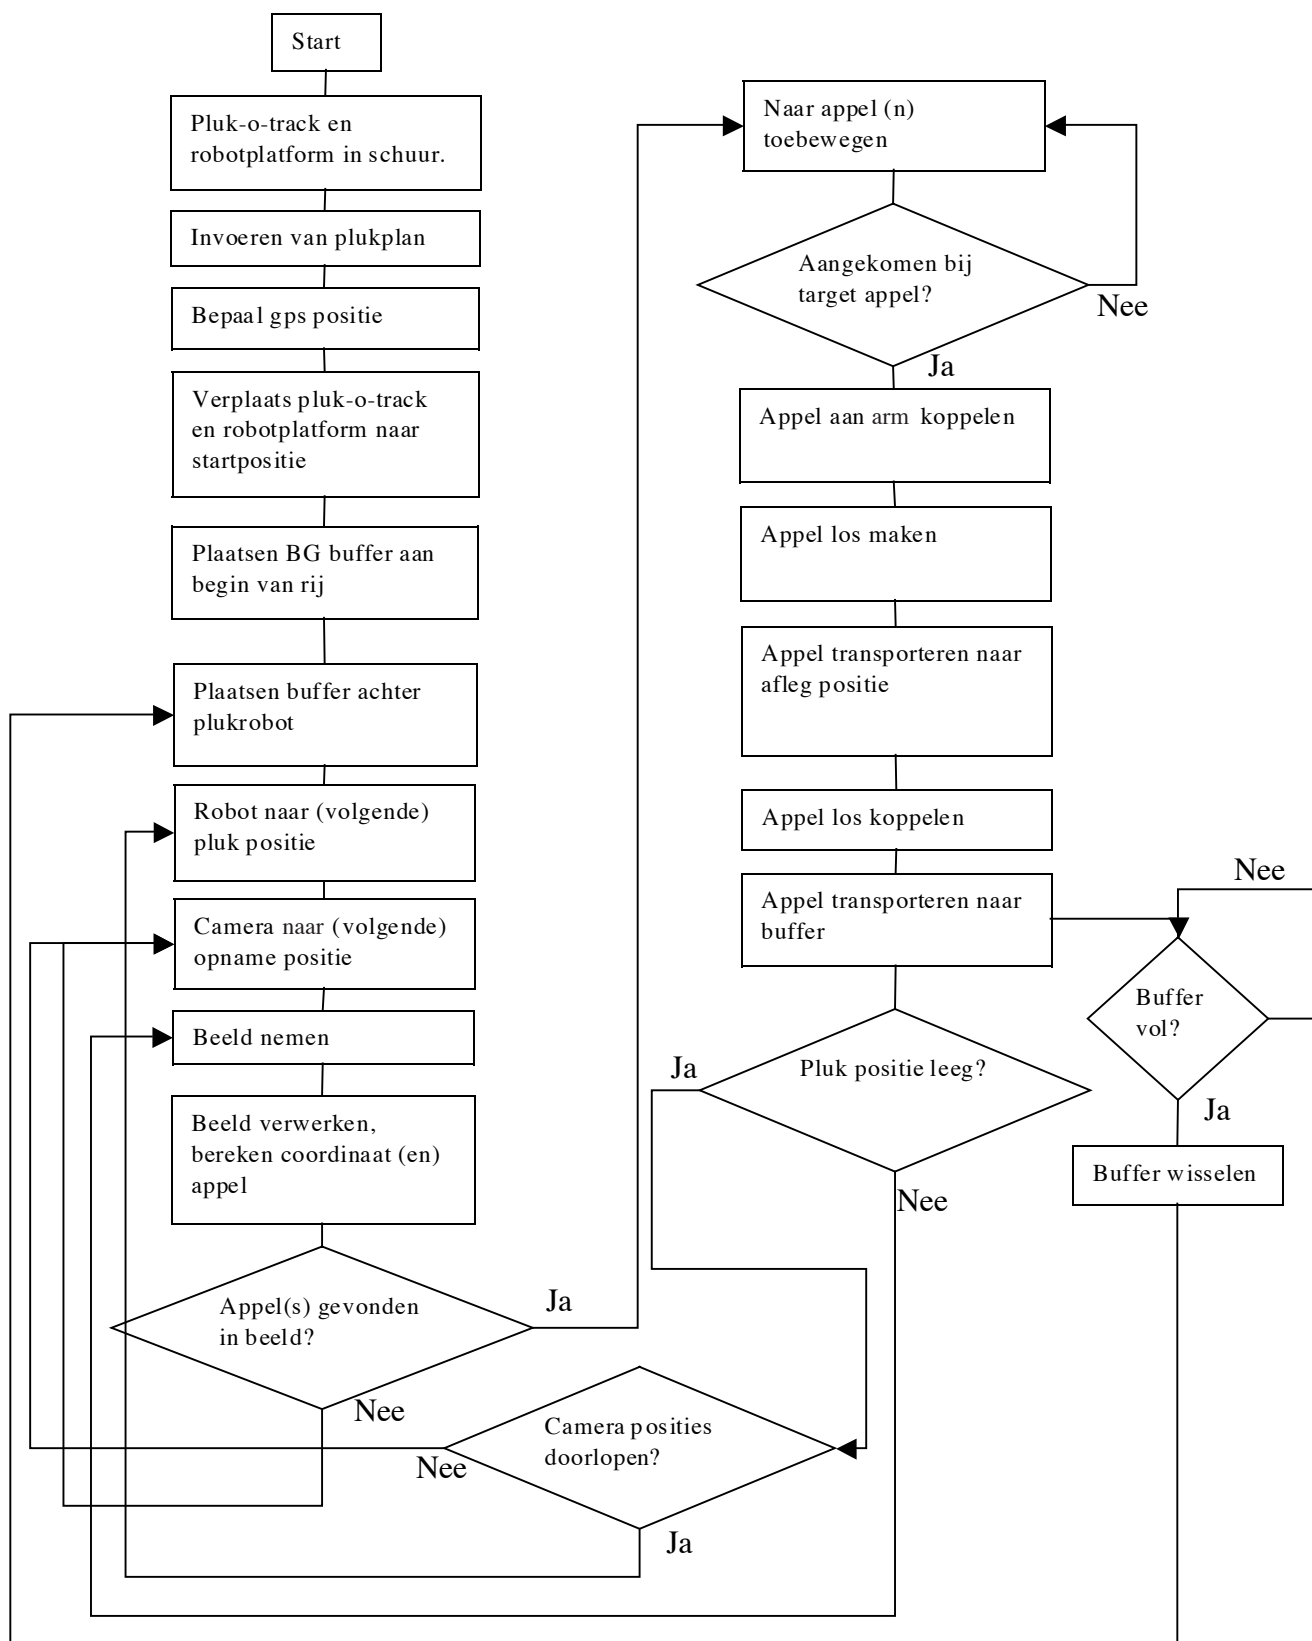 Start
Pluk-o-track en
robotplatform in schuur.
Invoeren van plukplan
Bepaal gps positie
Verplaats pluk-o-track
en robotplatform naar
startpositie
Plaatsen BG buffer aan
begin van rij
Plaatsen buffer achter
plukrobot
Robot naar (volgende)
pluk positie
Camera naar (volgende)
opname positie
Beeld nemen
Beeld verwerken,
bereken coordinaat (en)
appel
Appel(s) gevonden
in beeld?
Ja
Nee
Camera posities
doorlopen?
Nee
Ja
Naar appel (n)
toebewegen
Aangekomen bij
target appel?
Nee
Ja
Appel aan arm koppelen
Appel los maken
Appel transporteren naar
afleg positie
Appel los koppelen
Appel transporteren naar
buffer
Pluk positie leeg?
Ja
Nee
Nee
Buffer
vol?
Ja
Buffer wisselen